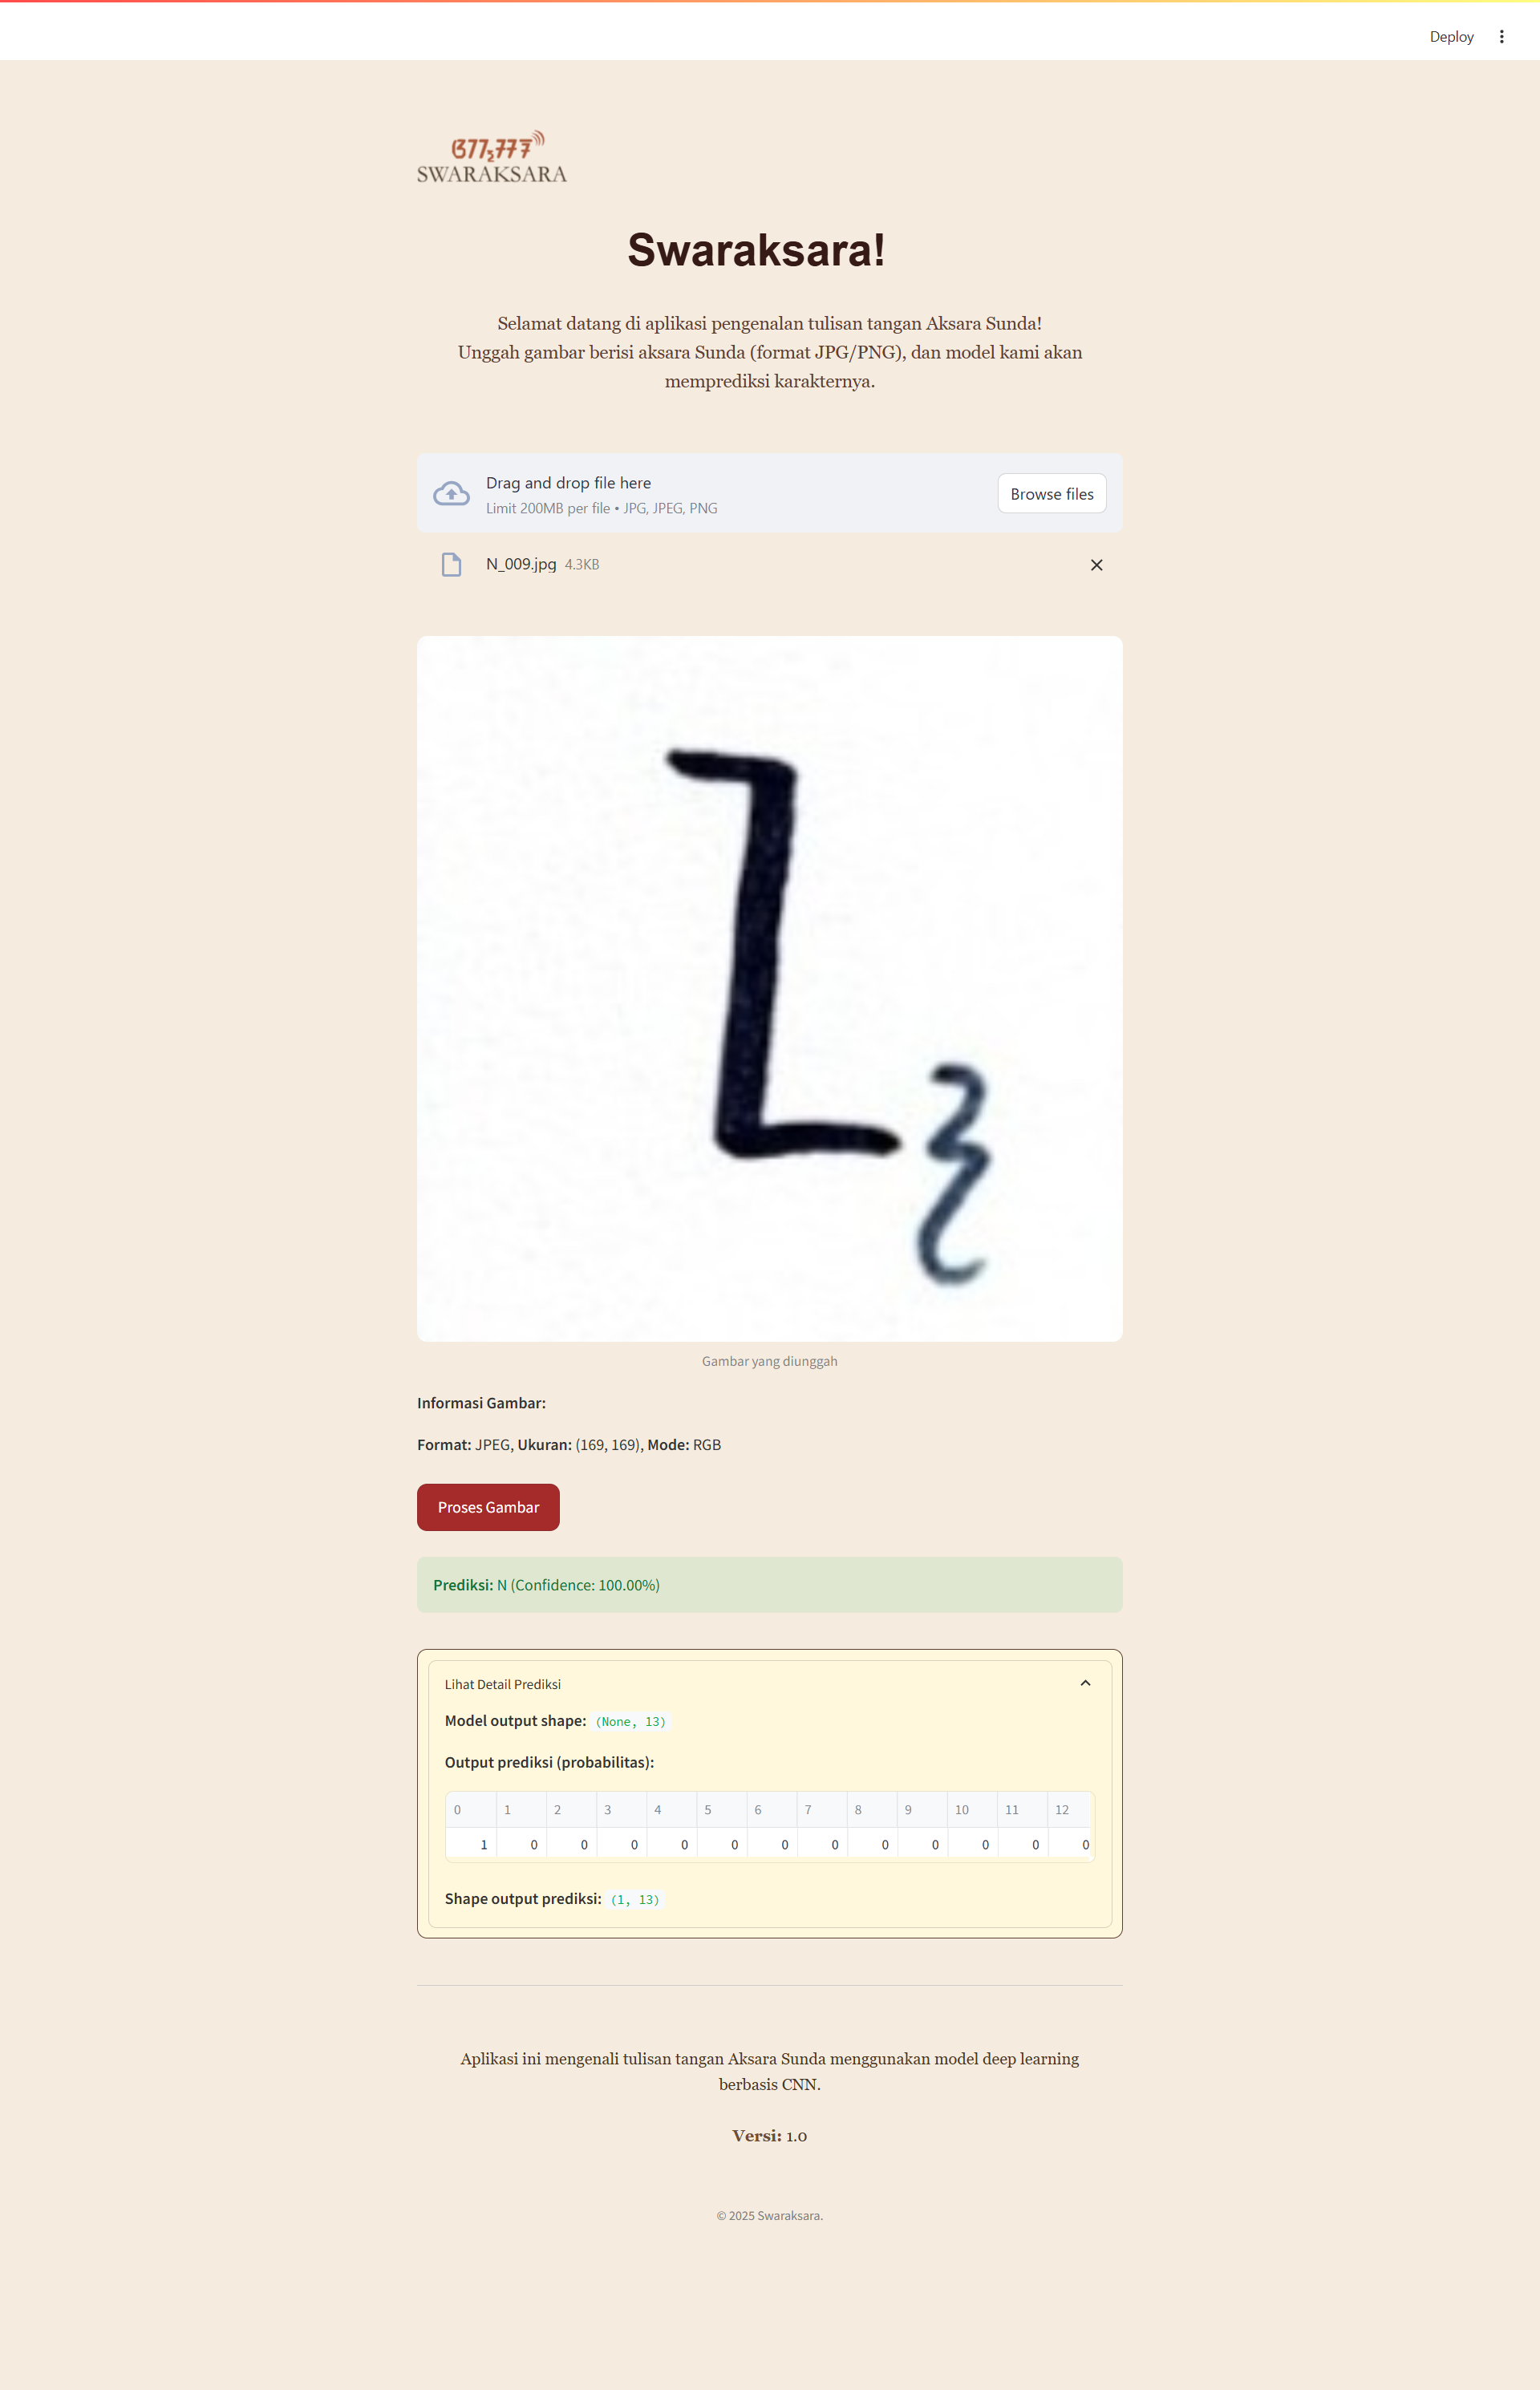 Deploy
SWARAKSARA
Swaraksara!
Selamat datang di aplikasi pengenalan tulisan tangan Aksara Sunda!
Unggah gambar berisi aksara Sunda (format JPG/PNG), dan model kami akan
memprediksi karakternya.
Drag and drop file here
Limit 200MB per file • JPG, JPEG, PNG
Browse files
N_009.jpg 4.3KB
ᮔ᮪
Gambar yang diunggah
Informasi Gambar:
Format: JPEG, Ukuran: (169, 169), Mode: RGB
Proses Gambar
Prediksi: N (Confidence: 100.00%)
Lihat Detail Prediksi
Model output shape: (None, 13)
Output prediksi (probabilitas):
0 1 2 3 4 5 6 7 8 9 10 11 12
1 0 0 0 0 0 0 0 0 0 0 0 0
Shape output prediksi: (1, 13)
Aplikasi ini mengenali tulisan tangan Aksara Sunda menggunakan model deep learning
berbasis CNN.
Versi: 1.0
© 2025 Swaraksara.